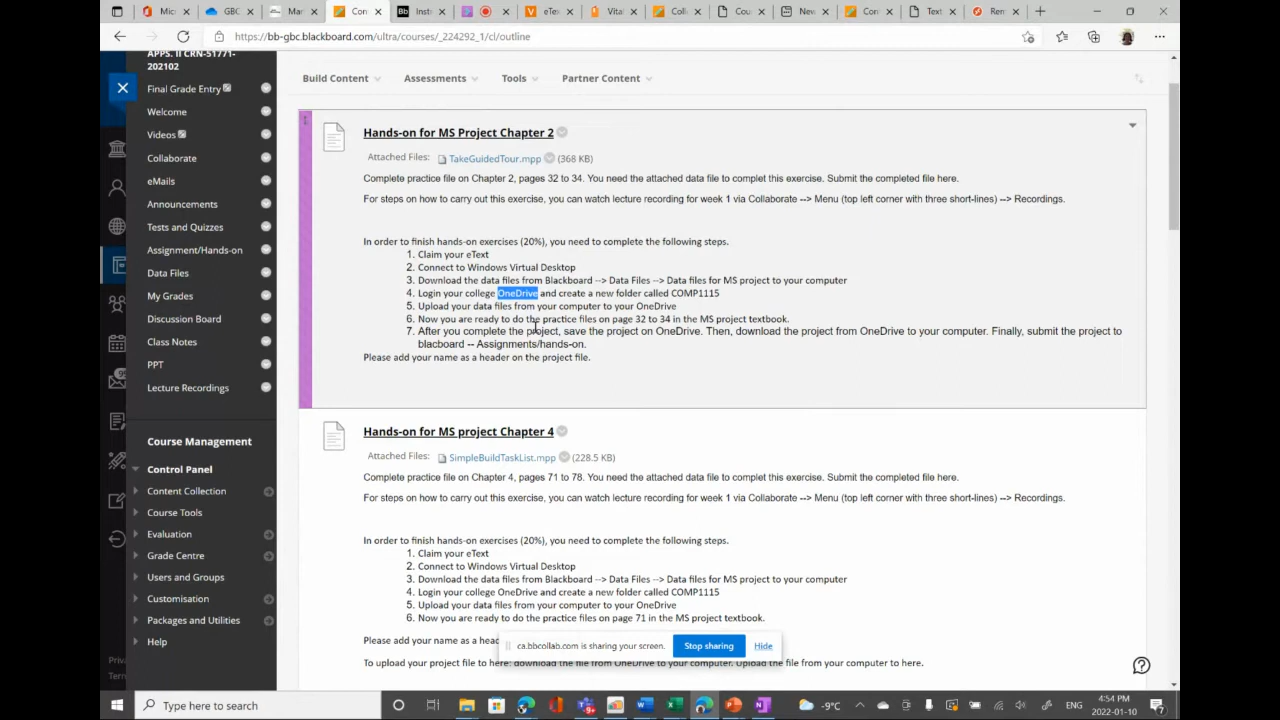 Micr
GBC
Mar
Con
Inst
eTex
Vital
Colla
Cou
New
Con
Text
Rem
https://bb-gbc.blackboard.com/ultra/courses/_224292_1/cl/outline
APPS. II CRN-51771-
202102
Final Grade Entry
Welcome
Videos
Collaborate
eMails
Announcements
Tests and Quizzes
Assignment/Hands-on
Data Files
My Grades
Discussion Board
Class Notes
PPT
Lecture Recordings
Course Management
Control Panel
Content Collection
Course Tools
Evaluation
Grade Centre
Users and Groups
Customisation
Packages and Utilities
Help
Priva
Term
Build Content
Assessments
Tools
Partner Content
Hands-on for MS Project Chapter 2
Attached Files: TakeGuidedTour.mpp (368 KB)
Complete practice file on Chapter 2, pages 32 to 34. You need the attached data file to complet this exercise. Submit the completed file here.
For steps on how to carry out this exercise, you can watch lecture recording for week 1 via Collaborate --> Menu (top left corner with three short-lines) --> Recordings.
In order to finish hands-on exercises (20%), you need to complete the following steps.
1. Claim your eText
2. Connect to Windows Virtual Desktop
3. Download the data files from Blackboard --> Data Files --> Data files for MS project to your computer
4. Login your college OneDrive and create a new folder called COMP1115
5. Upload your data files from your computer to your OneDrive
6. Now you are ready to do the practice files on page 32 to 34 in the MS project textbook.
7. After you complete the project, save the project on OneDrive. Then, download the project from OneDrive to your computer. Finally, submit the project to
blacboard -- Assignments/hands-on.
Please add your name as a header on the project file.
Hands-on for MS project Chapter 4
Attached Files: SimpleBuildTaskList.mpp (228.5 KB)
Complete practice file on Chapter 4, pages 71 to 78. You need the attached data file to complet this exercise. Submit the completed file here.
For steps on how to carry out this exercise, you can watch lecture recording for week 1 via Collaborate --> Menu (top left corner with three short-lines) --> Recordings.
In order to finish hands-on exercises (20%), you need to complete the following steps.
1. Claim your eText
2. Connect to Windows Virtual Desktop
3. Download the data files from Blackboard --> Data Files --> Data files for MS project to your computer
4. Login your college OneDrive and create a new folder called COMP1115
5. Upload your data files from your computer to your OneDrive
6. Now you are ready to do the practice files on page 71 in the MS project textbook.
Please add your name as a head
ca.bbcollab.com is sharing your screen. Stop sharing Hide
To upload your project file to here: download the file from OneDrive to your computer. Upload the file from your computer to here.
Type here to search
-9°C
ENG
4:54 PM
2022-01-10